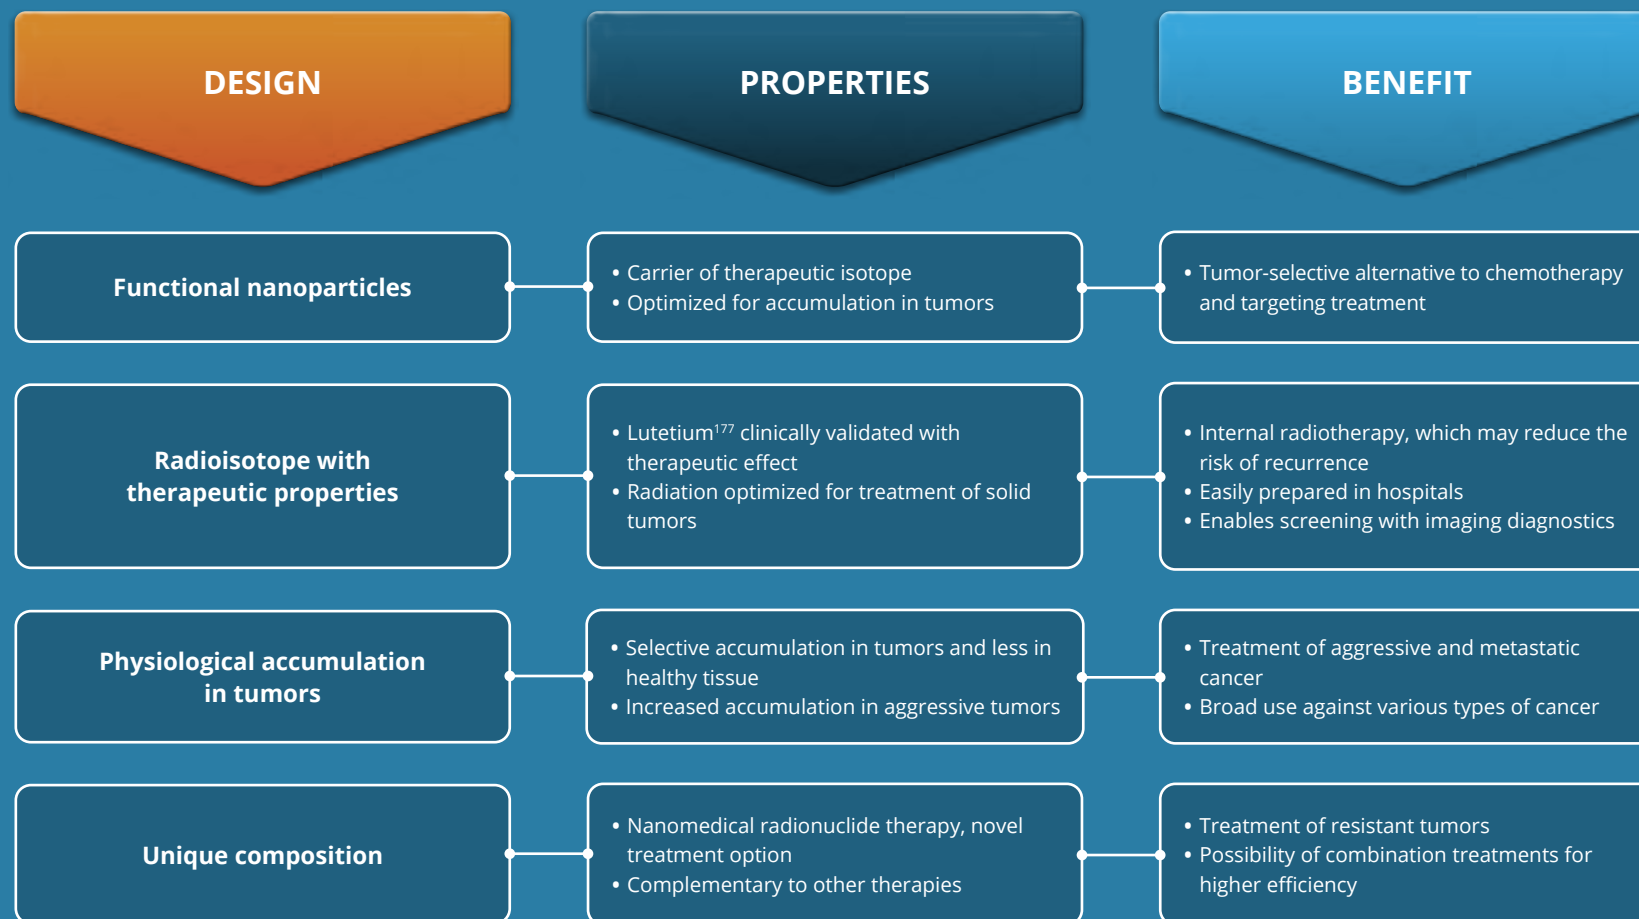 DESIGN
PROPERTIES
BENEFIT
Functional nanoparticles
• Carrier of therapeutic isotope
• Optimized for accumulation in tumors
• Tumor-selective alternative to chemotherapy
and targeting treatment
Radioisotope with
therapeutic properties
• Lutetium¹⁷⁷ clinically validated with
therapeutic effect
• Radiation optimized for treatment of solid
tumors
• Internal radiotherapy, which may reduce the
risk of recurrence
• Easily prepared in hospitals
• Enables screening with imaging diagnostics
Physiological accumulation
in tumors
• Selective accumulation in tumors and less in
healthy tissue
• Increased accumulation in aggressive tumors
• Treatment of aggressive and metastatic
cancer
• Broad use against various types of cancer
Unique composition
• Nanomedical radionuclide therapy, novel
treatment option
• Complementary to other therapies
• Treatment of resistant tumors
• Possibility of combination treatments for
higher efficiency